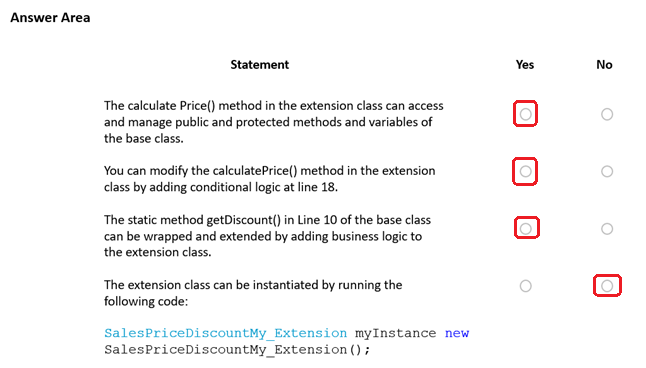 Answer Area
Statement Yes No
The calculate Price() method in the extension class can access
and manage public and protected methods and variables of
the base class.
You can modify the calculatePrice() method in the extension
class by adding conditional logic at line 18.
The static method getDiscount() in Line 10 of the base class
can be wrapped and extended by adding business logic to
the extension class.
The extension class can be instantiated by running the
following code:
SalesPriceDiscountMy_Extension myInstance new
SalesPriceDiscountMy_Extension();